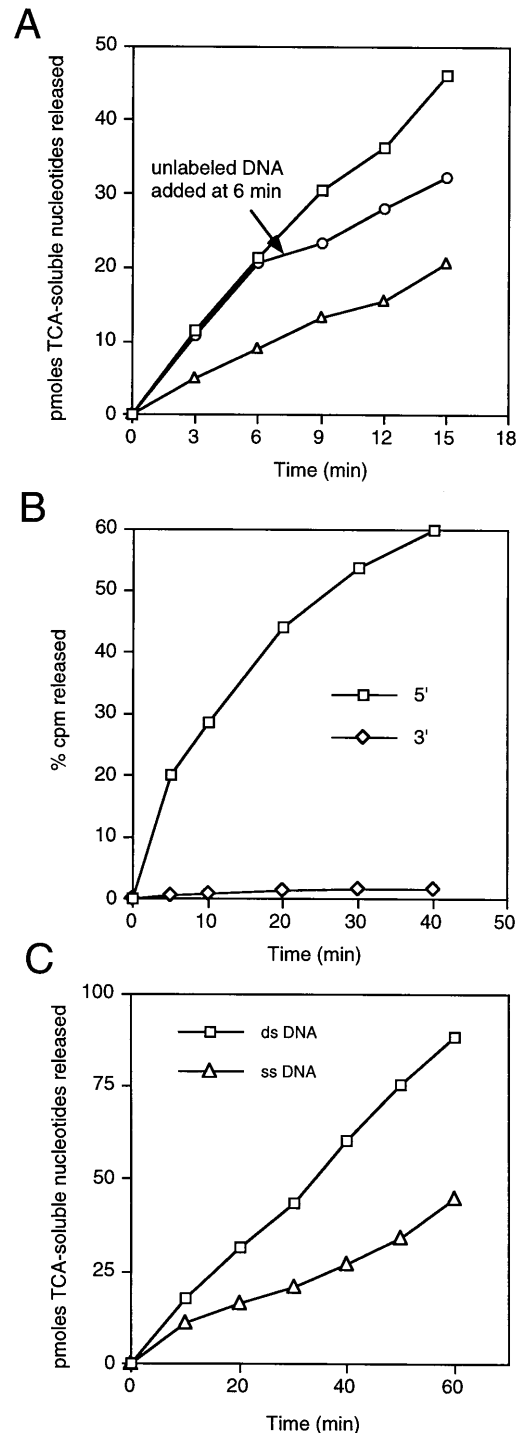 A
pmoles TCA-soluble nucleotides released
50
40
30
20
10
0
unlabeled DNA
added at 6 min
0 3 6 9 12 15 18
Time (min)
B
% cpm released
60
50
40
30
20
10
0
5'
3'
0 10 20 30 40 50
Time (min)
C
pmoles TCA-soluble nucleotides released
100
75
50
25
0
ds DNA
ss DNA
0 20 40 60
Time (min)